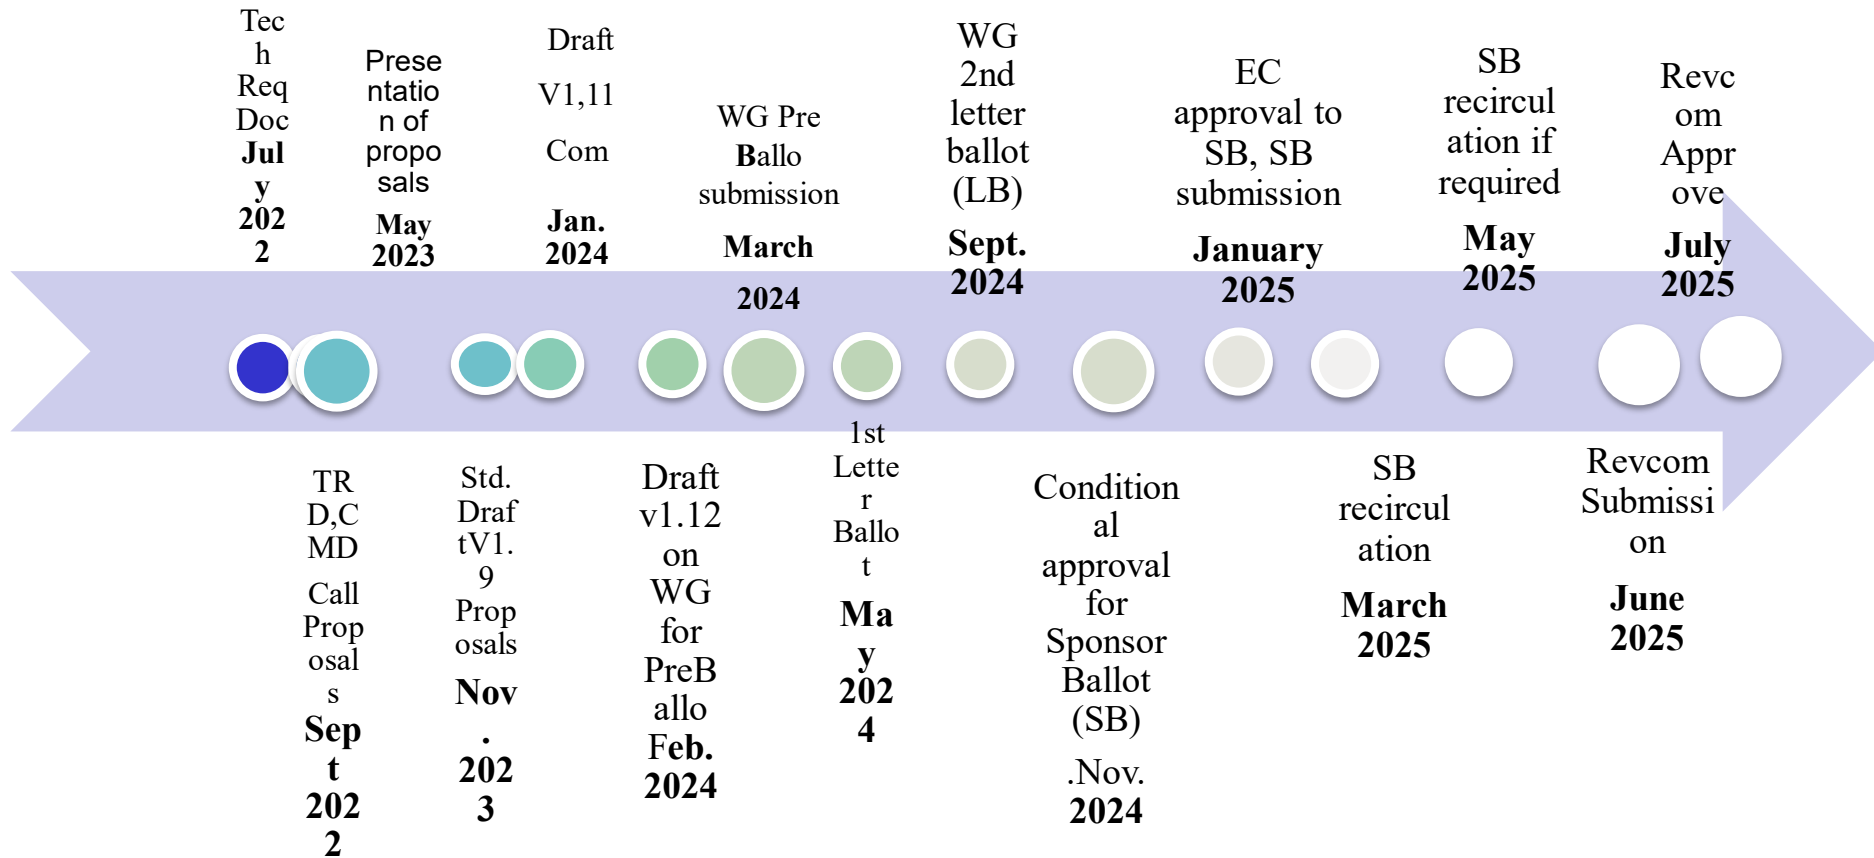 Tec
h
Req
Doc
Jul
y
202
2
Prese
ntatio
n of
propo
sals
May
2023
Draft
V1,11
Com
Jan.
2024
WG Pre
Ballo
submission
March
2024
WG
2nd
letter
ballot
(LB)
Sept.
2024
EC
approval to
SB, SB
submission
January
2025
SB
recircul
ation if
required
May
2025
Revc
om
Appr
ove
July
2025
TR
D,C
MD
Call
Prop
osal
s
Sep
t
202
2
Std.
Draf
tV1.
9
Prop
osals
Nov
.
202
3
Draft
v1.12
on
WG
for
PreB
allo
Feb.
2024
1st
Lette
r
Ballo
t
Ma
y
202
4
Condition
al
approval
for
Sponsor
Ballot
(SB)
.Nov.
2024
SB
recircul
ation
March
2025
Revcom
Submissi
on
June
2025